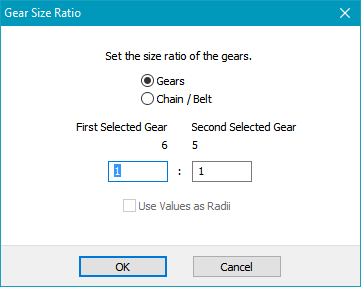 Gear Size Ratio
Set the size ratio of the gears.
Gears
Chain / Belt
First Selected Gear Second Selected Gear
6 5
1 : 1
Use Values as Radii
OK Cancel